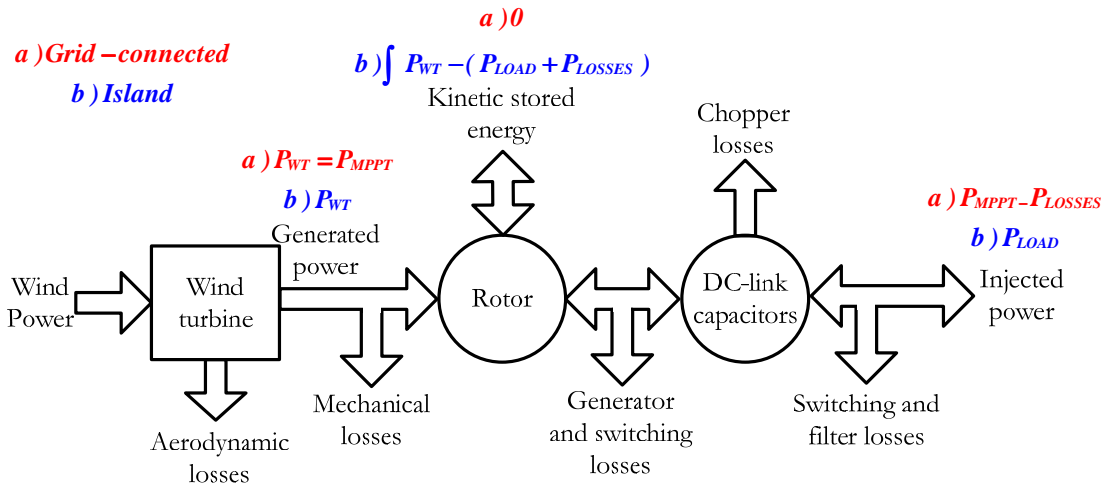 a )0
a )Grid –connected
b )∫ P_WT –( P_LOAD + P_LOSSES )
b ) Island
Kinetic stored
energy
Chopper
losses
a ) P_WT = P_MPPT
b ) P_WT
Generated
power
a ) P_MPPT – P_LOSSES
b ) P_LOAD
Injected
power
Wind
Power
Wind
turbine
Rotor
DC-link
capacitors
Mechanical
losses
Generator
and switching
losses
Switching and
filter losses
Aerodynamic
losses